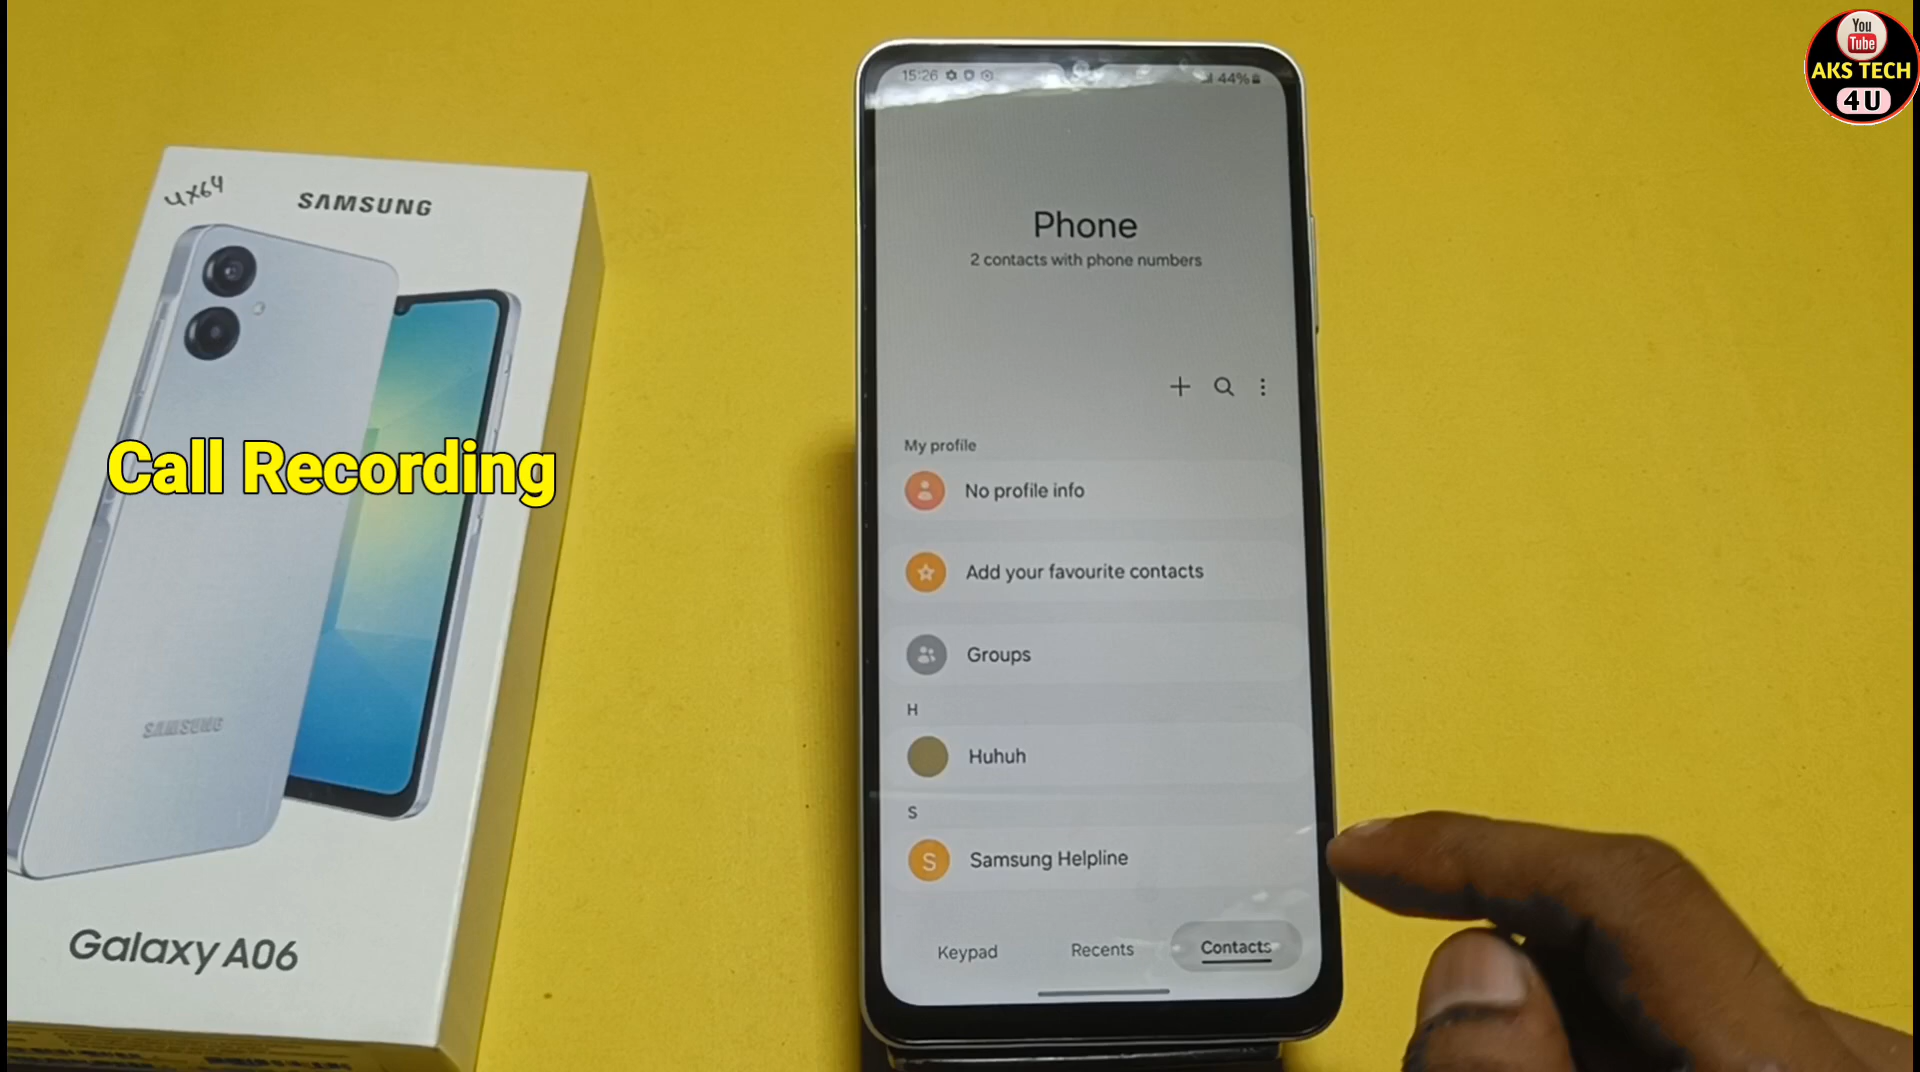 You
Tube
AKS TECH
4U
4x64
SAMSUNG
Call Recording
SAMSUNG
Galaxy A06
15:26
44%
Phone
2 contacts with phone numbers
My profile
No profile info
Add your favourite contacts
Groups
H
Huhuh
S
S Samsung Helpline
Keypad Recents Contacts